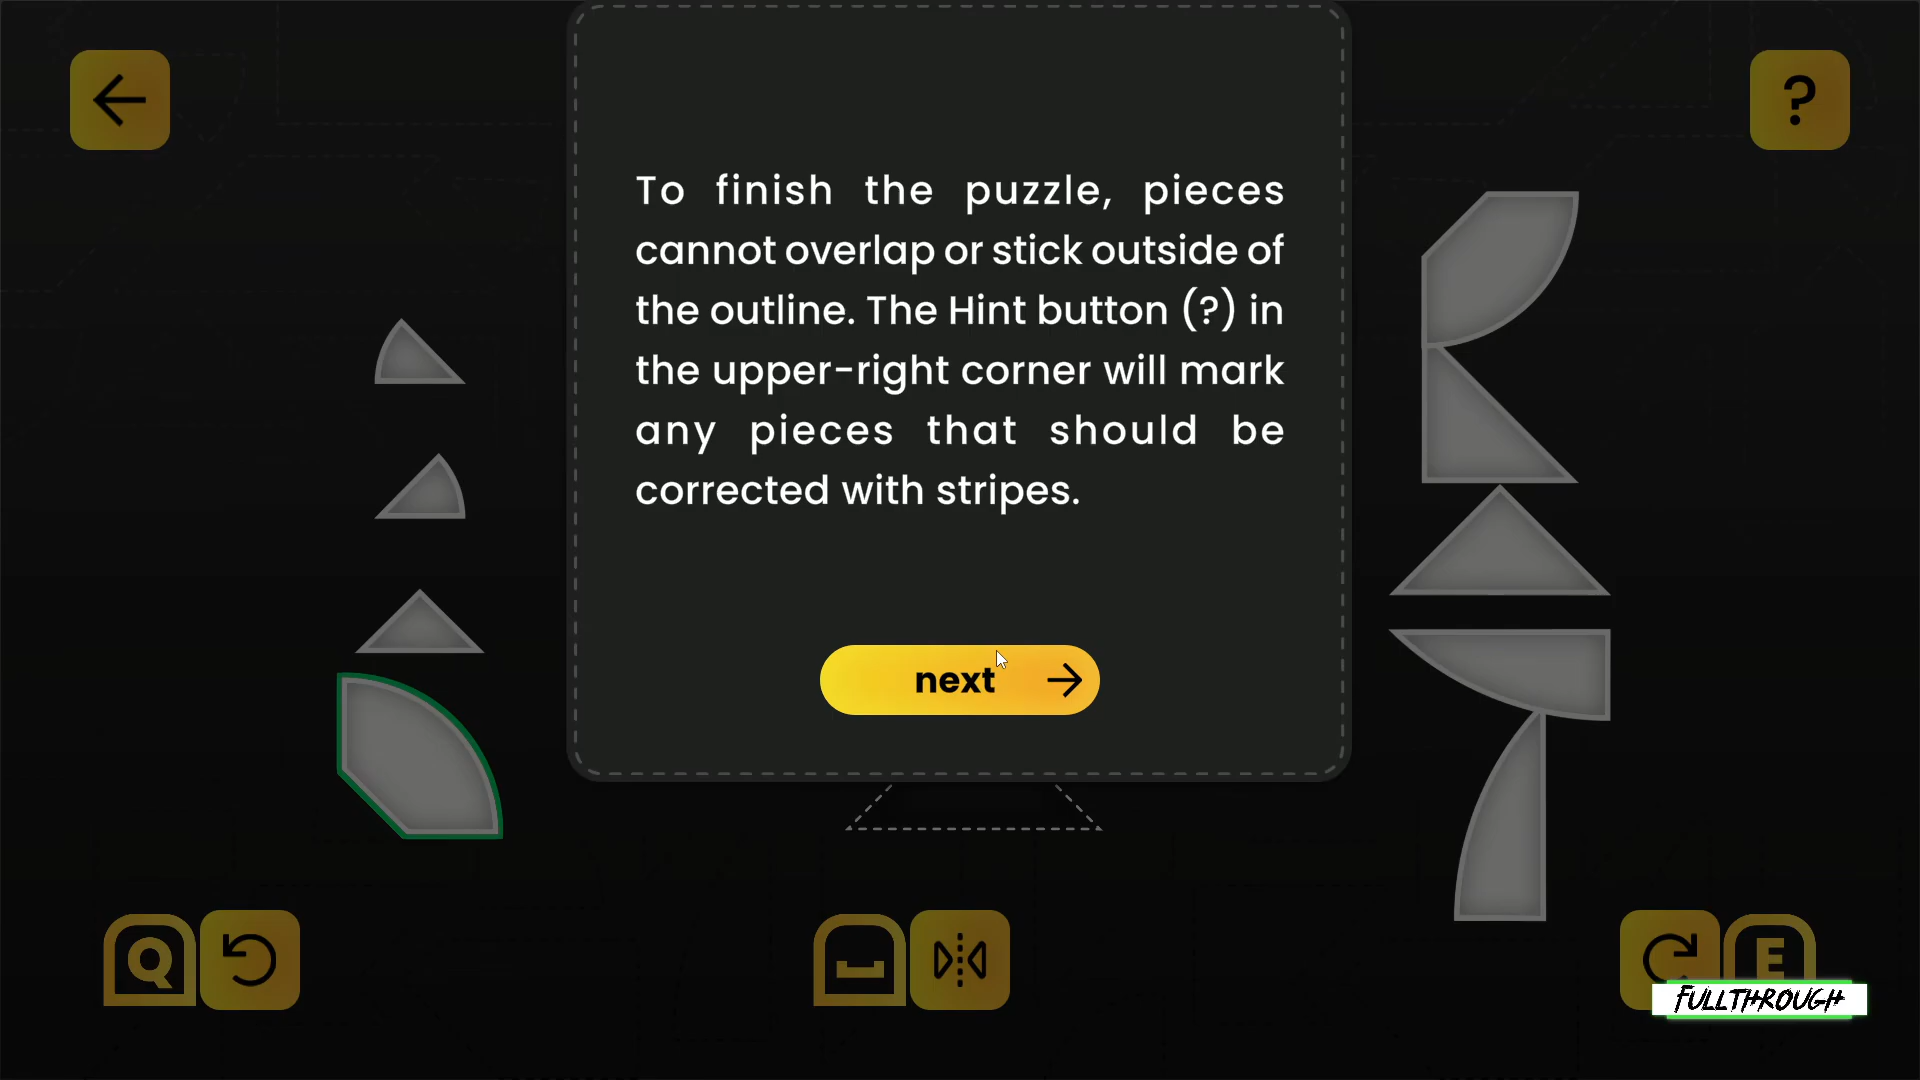 ?
To finish the puzzle, pieces
cannot overlap or stick outside of
the outline. The Hint button (?) in
the upper-right corner will mark
any pieces that should be
corrected with stripes.
next
Q
E
FULLTHROUGH